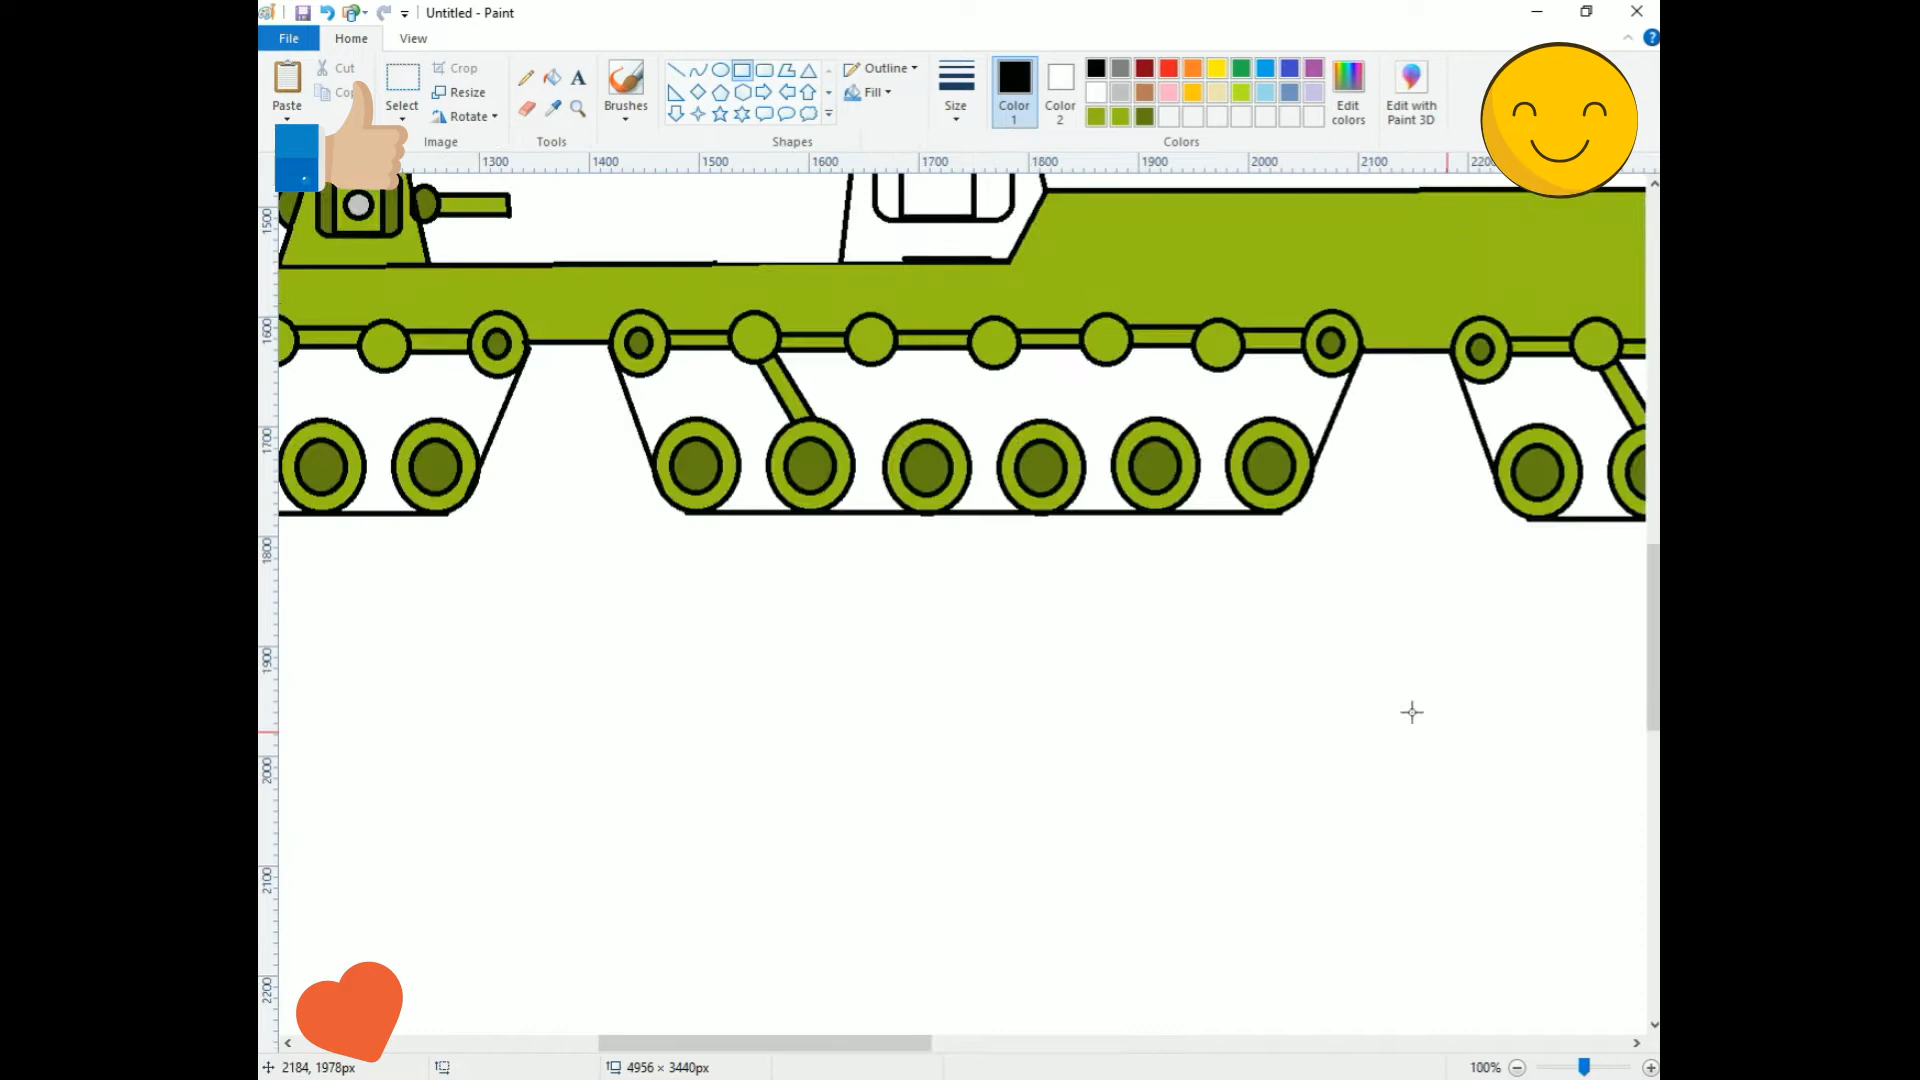 Untitled - Paint
File Home View
Paste
Cut
Select
Crop
Resize
Rotate
Image
Tools
Brushes
Shapes
Outline
Fill
Size
Color 1
Color 2
Edit colors
Edit with Paint 3D
Colors
1300 1400 1500 1600 1700 1800 1900 2000 2100
1500
1600
1700
1800
1900
2000
2100
2200
2184, 1978px
4956 × 3440px
100%